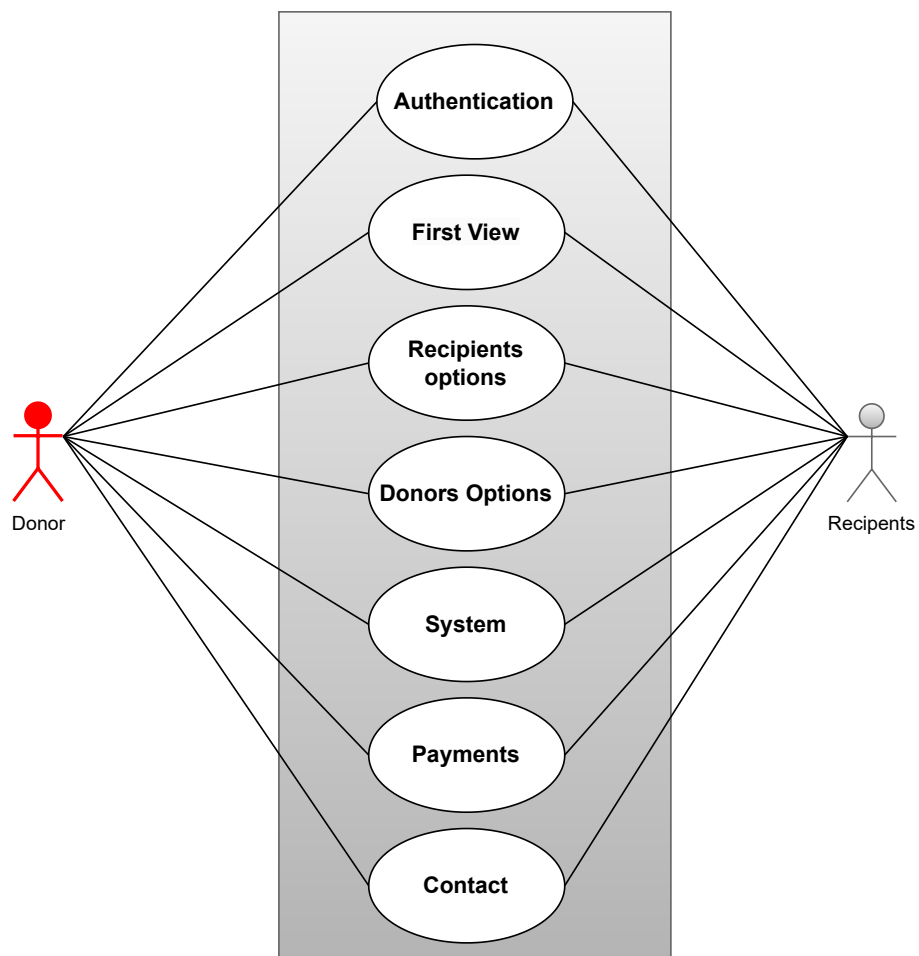 Authentication
First View
Recipients
options
Donors Options
Donor
Recipents
System
Payments
Contact